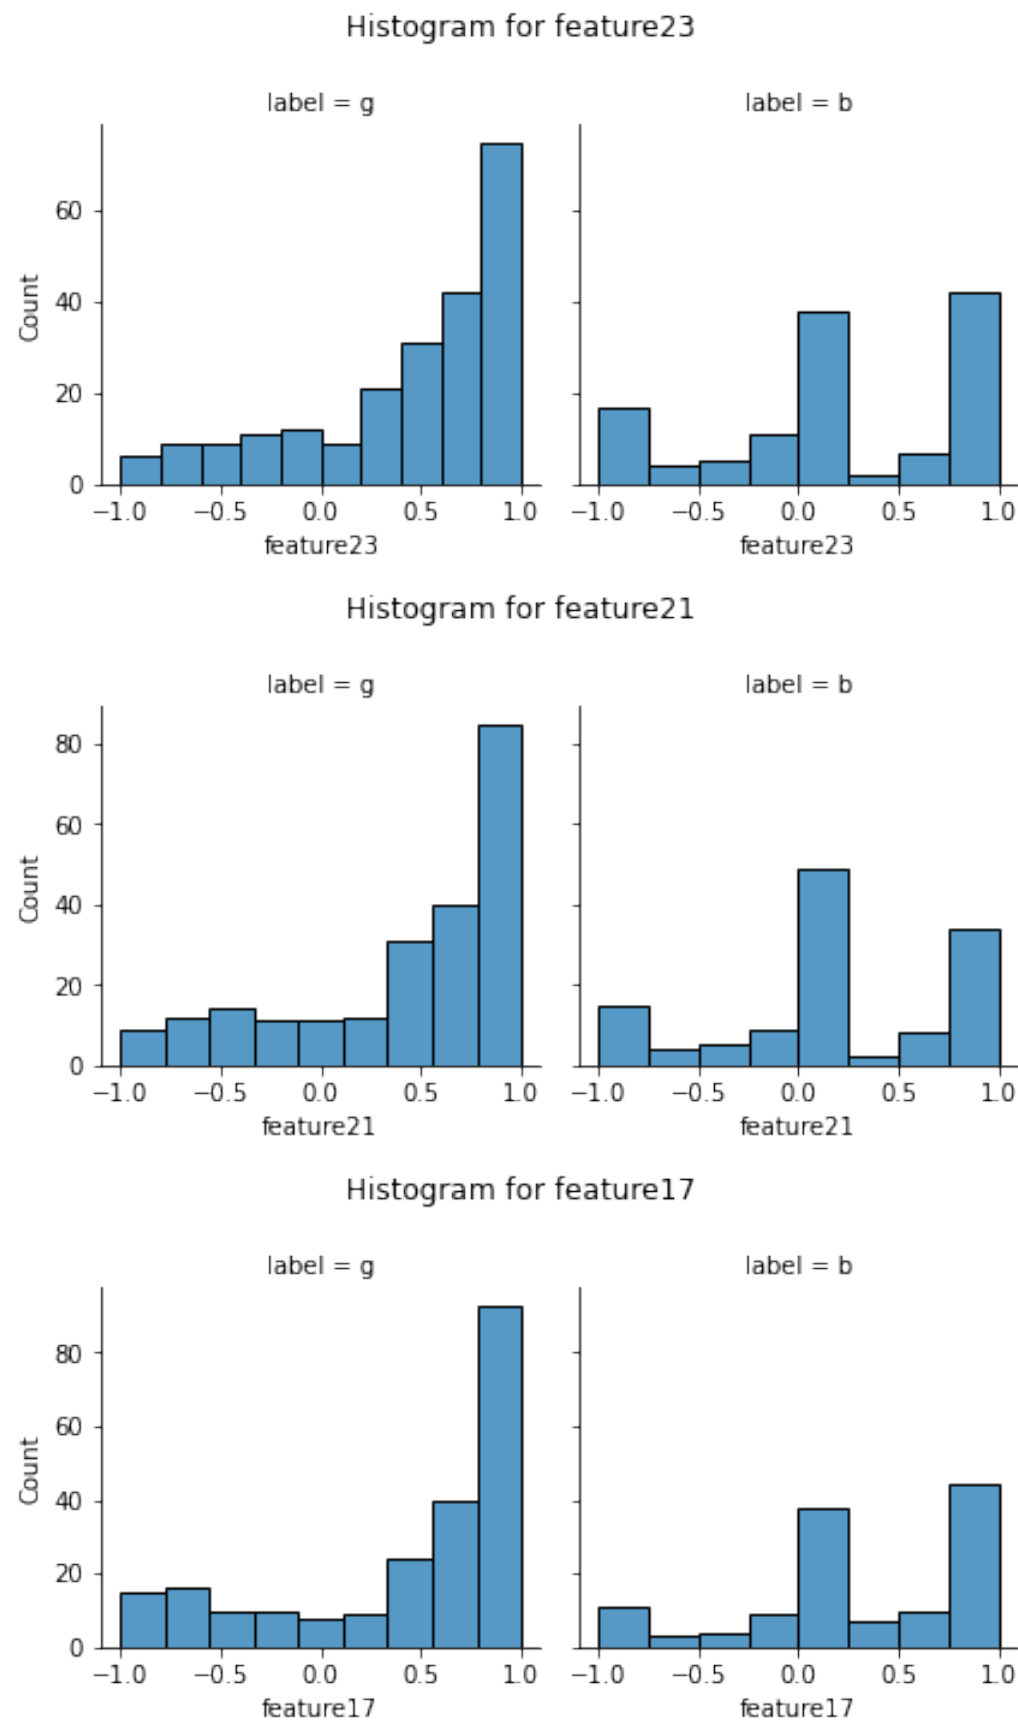 Histogram for feature23
label = g
label = b
Count
60
40
20
0
−1.0 −0.5 0.0 0.5 1.0
−1.0 −0.5 0.0 0.5 1.0
feature23
feature23
Histogram for feature21
label = g
label = b
Count
80
60
40
20
0
−1.0 −0.5 0.0 0.5 1.0
−1.0 −0.5 0.0 0.5 1.0
feature21
feature21
Histogram for feature17
label = g
label = b
Count
80
60
40
20
0
−1.0 −0.5 0.0 0.5 1.0
−1.0 −0.5 0.0 0.5 1.0
feature17
feature17